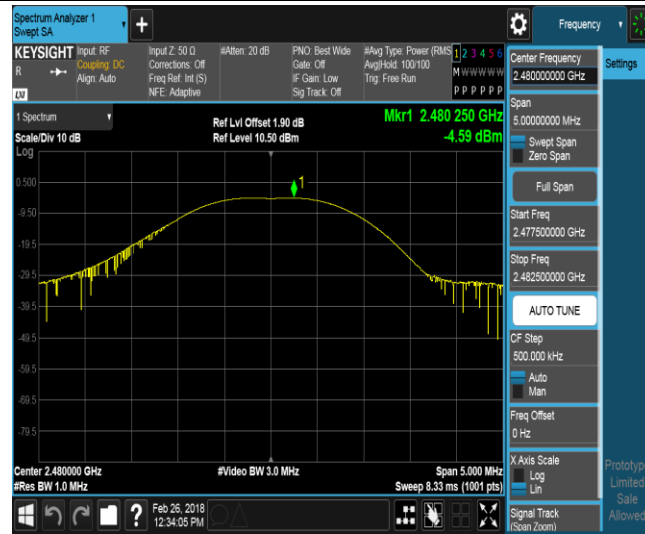 Spectrum Analyzer 1
Swept SA
+
Frequency
KEYSIGHT
R
LXI
Input: RF
Coupling: DC
Align: Auto
Input Z: 50 Ω
Corrections: Off
Freq Ref: Int (S)
NFE: Adaptive
#Atten: 20 dB
PNO: Best Wide
Gate: Off
IF Gain: Low
Sig Track: Off
#Avg Type: Power (RMS
Avg|Hold: 100/100
Trig: Free Run
1 2 3 4 5 6
M W W W W W
P P P P P P
Center Frequency
2.480000000 GHz
Settings
Span
5.00000000 MHz
Swept Span
Zero Span
Full Span
Start Freq
2.477500000 GHz
Stop Freq
2.482500000 GHz
AUTO TUNE
CF Step
500.000 kHz
Auto
Man
Freq Offset
0 Hz
X Axis Scale
Log
Lin
Signal Track
(Span Zoom)
Prototype
Limited
Sale
Allowed
1 Spectrum
Scale/Div 10 dB
Log
Ref Lvl Offset 1.90 dB
Ref Level 10.50 dBm
Mkr1 2.480 250 GHz
-4.59 dBm
1
0.500
-9.50
-19.5
-29.5
-39.5
-49.5
-59.5
-69.5
-79.5
Center 2.480000 GHz
#Res BW 1.0 MHz
#Video BW 3.0 MHz
Span 5.000 MHz
Sweep 8.33 ms (1001 pts)
?
Feb 26, 2018
12:34:05 PM